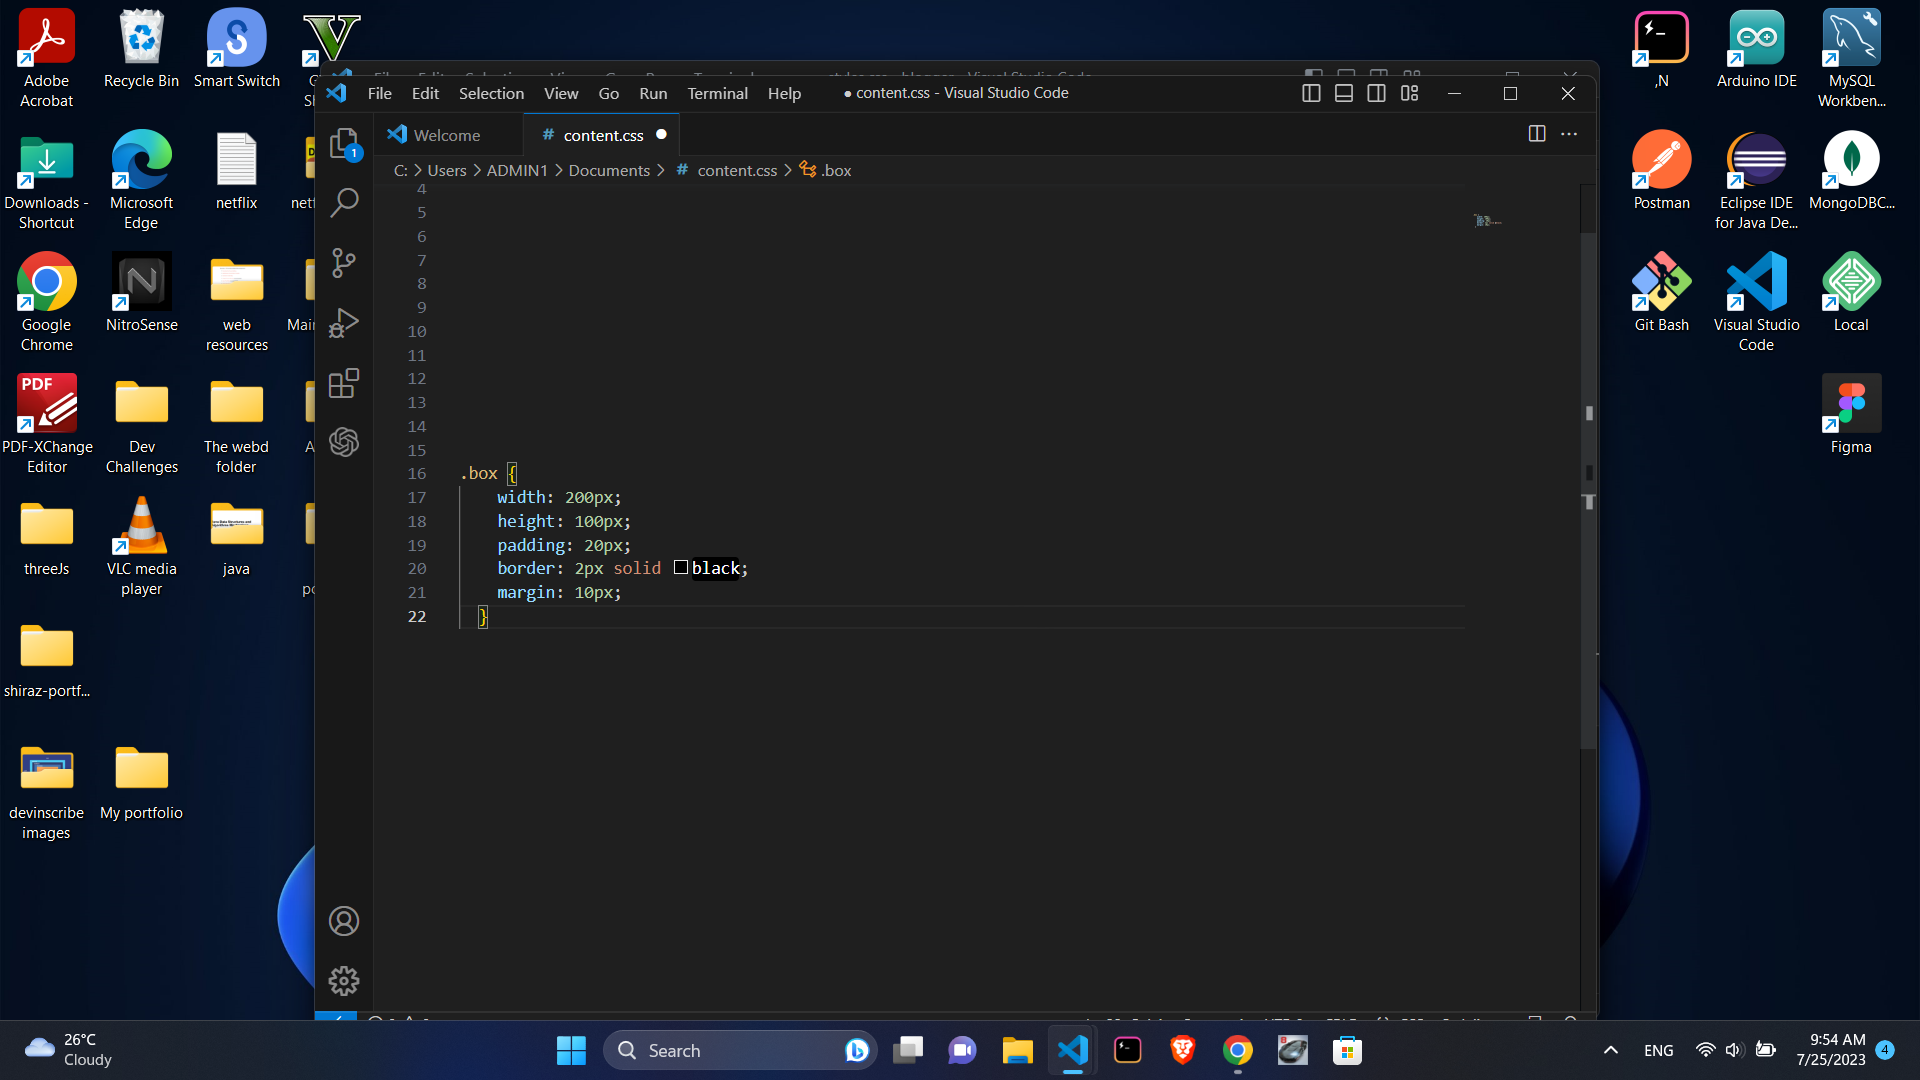 Adobe
Acrobat
Recycle Bin
Smart Switch
,N
Arduino IDE
MySQL
Workben...
Downloads -
Shortcut
Microsoft
Edge
netflix
Postman
Eclipse IDE
for Java De...
MongoDBC...
Google
Chrome
NitroSense
web
resources
Git Bash
Visual Studio
Code
Local
PDF
PDF-XChange
Editor
Dev
Challenges
The webd
folder
Figma
threeJs
VLC media
player
java
shiraz-portf...
devinscribe
images
My portfolio
File Edit Selection View Go Run Terminal Help
● content.css - Visual Studio Code
Welcome
# content.css ●
1
C: > Users > ADMIN1 > Documents > # content.css > .box
4
5
6
7
8
9
10
11
12
13
14
15
16 .box {
17 width: 200px;
18 height: 100px;
19 padding: 20px;
20 border: 2px solid black;
21 margin: 10px;
22 }
26°C
Cloudy
Search
ENG
9:54 AM
7/25/2023
4